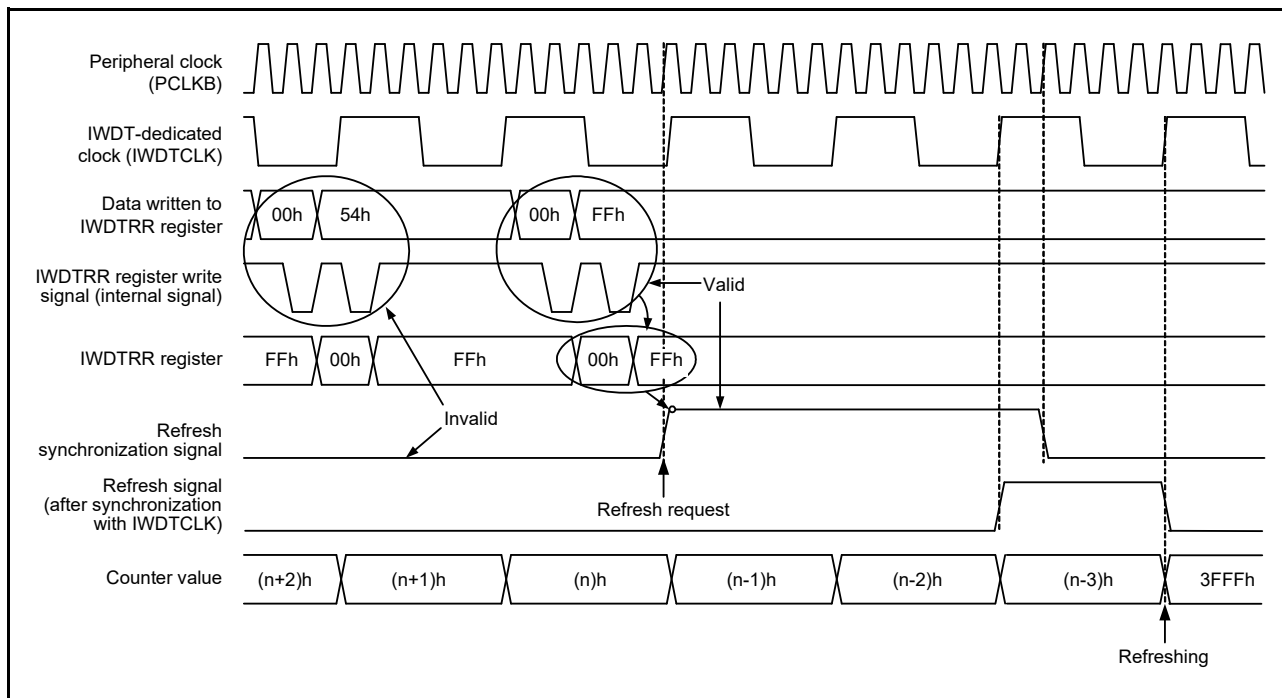 Peripheral clock
(PCLKB)
IWDT-dedicated
clock (IWDTCLK)
Data written to
IWDTRR register
00h 54h 00h FFh
IWDTRR register write
signal (internal signal)
Valid
IWDTRR register
FFh 00h FFh 00h FFh
Invalid
Refresh
synchronization signal
Refresh request
Refresh signal
(after synchronization
with IWDTCLK)
Counter value
(n+2)h (n+1)h (n)h (n-1)h (n-2)h (n-3)h 3FFFh
Refreshing